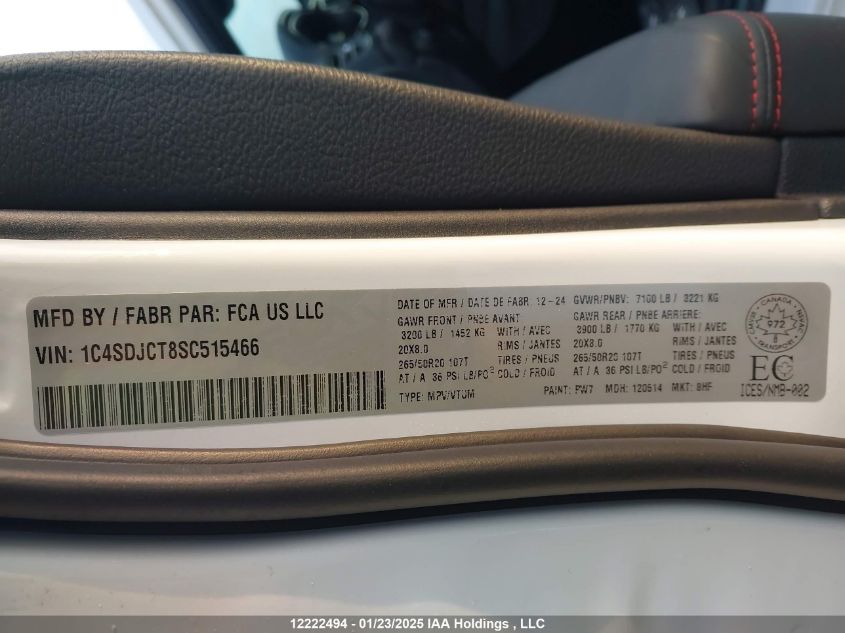 MFD BY / FABR PAR: FCA US LLC
VIN: 1C4SDJCT8SC515466
DATE OF MFR / DATE DE FABR. 12-24 GVWR/PNBV: 7100 LB / 3221 KG
GAWR FRONT / PNBE AVANT GAWR REAR / PNBE ARRIERE:
3200 LB / 1452 KG WITH / AVEC 3900 LB / 1770 KG WITH / AVEC
20X8.0 RIMS / JANTES 20X8.0 RIMS / JANTES
265/50R20 107T TIRES / PNEUS 265/50R20 107T TIRES / PNEUS
AT / A 36 PSI LB/PO² COLD / FROID AT / A 36 PSI LB/PO² COLD / FROID
TYPE: MPV/VTUM PAINT: PW7 MDH: 120514 MKT: BHF
CANADA
972
TRANSPORT
EC
ICES/NMB-002
12222494 - 01/23/2025 IAA Holdings , LLC